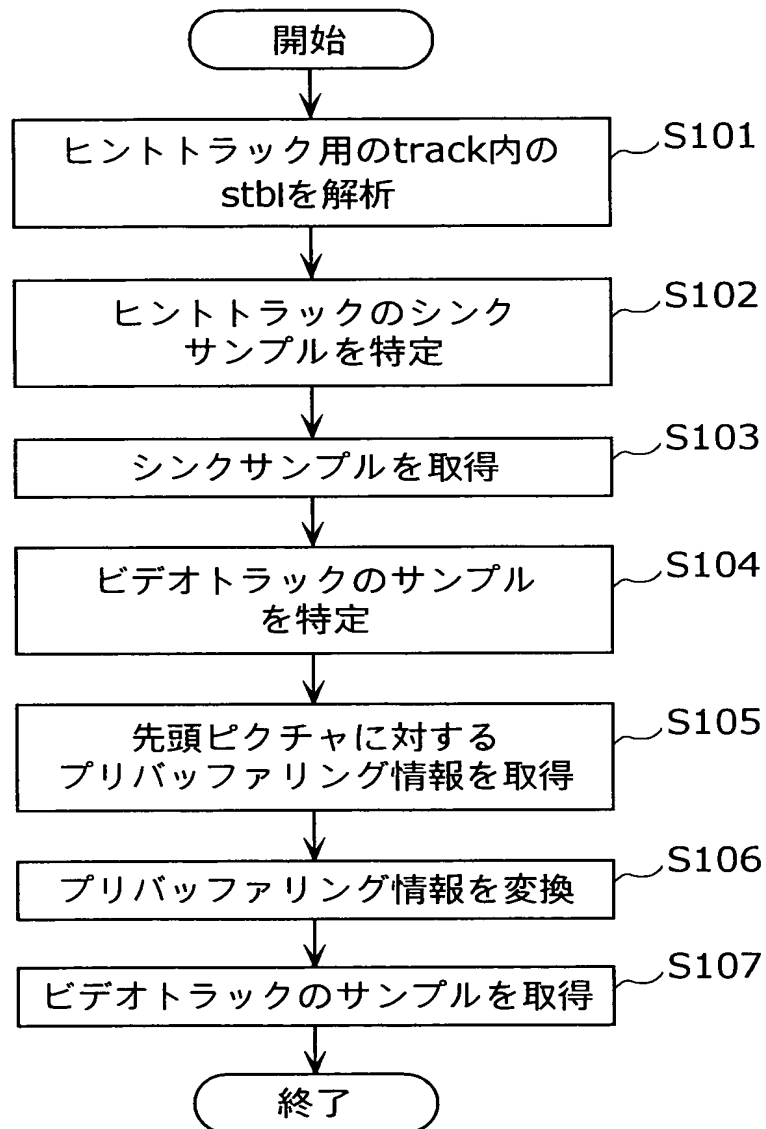 開始
ヒントトラック用のtrack内の
stblを解析
S101
ヒントトラックのシンク
サンプルを特定
S102
シンクサンプルを取得
S103
ビデオトラックのサンプル
を特定
S104
先頭ピクチャに対する
プリバッファリング情報を取得
S105
プリバッファリング情報を変換
S106
ビデオトラックのサンプルを取得
S107
終了